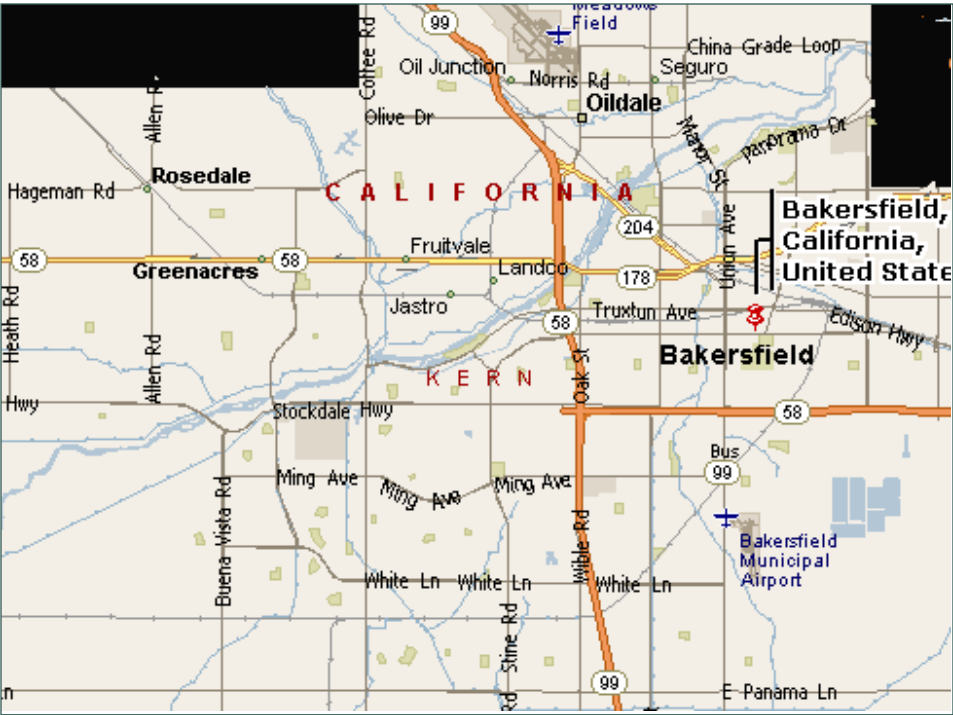 Meadows
Field
99
Coffee Rd
China Grade Loop
Oil Junction
Norris Rd
Seguro
Oildale
Olive Dr
Allen R
Manor St
Panorama Dr
Rosedale
Hageman Rd
CALIFORNIA
204
Union Ave
Bakersfield,
California,
United State
58
Greenacres
58
Fruitvale
Landco
178
Jastro
Heath Rd
58
Truxtun Ave
Edison Hwy
Bakersfield
Allen Rd
KERN
Oak St
Hwy
Stockdale Hwy
58
Bus
99
Ming Ave
Ming Ave
Ming Ave
Buena Vista Rd
Wible Rd
Bakersfield
Municipal
Airport
White Ln
White Ln
White Ln
Stine Rd
99
Ln
Rd
E Panama Ln